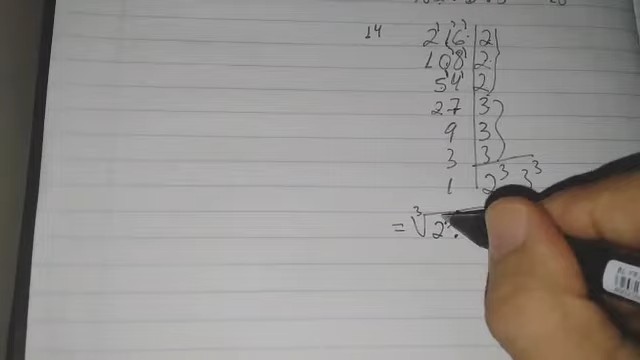 14
216 | 2
108 | 2
54 | 2
27 | 3
9 | 3
3 | 3
1 | 2³ 3³
= ∛2³.